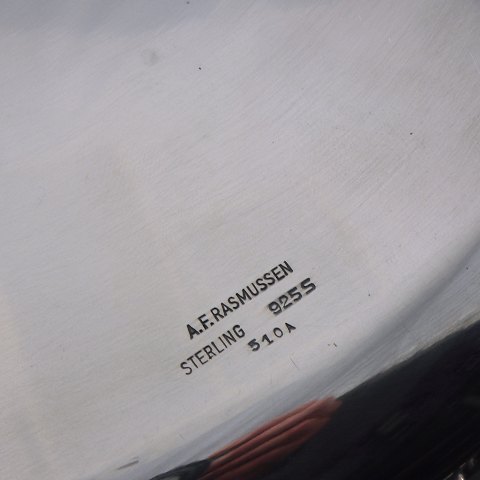 A.F. RASMUSSEN
STERLING 925S
510A